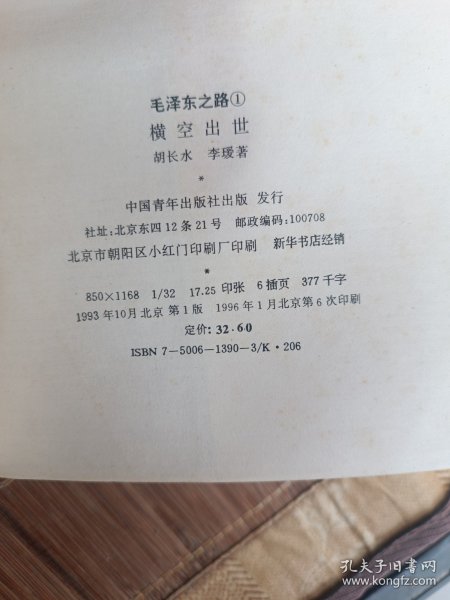 毛泽东之路①
横空出世
胡长水 李瑗著
*
中国青年出版社出版 发行
社址:北京东四12条21号 邮政编码:100708
北京市朝阳区小红门印刷厂印刷 新华书店经销
*
850×1168 1/32 17.25 印张 6 插页 377 千字
1993年10月北京第1版 1996年1月北京第6次印刷
定价:32.60
ISBN 7—5006—1390—3/K·206
孔夫子旧书网
www.kongfz.com